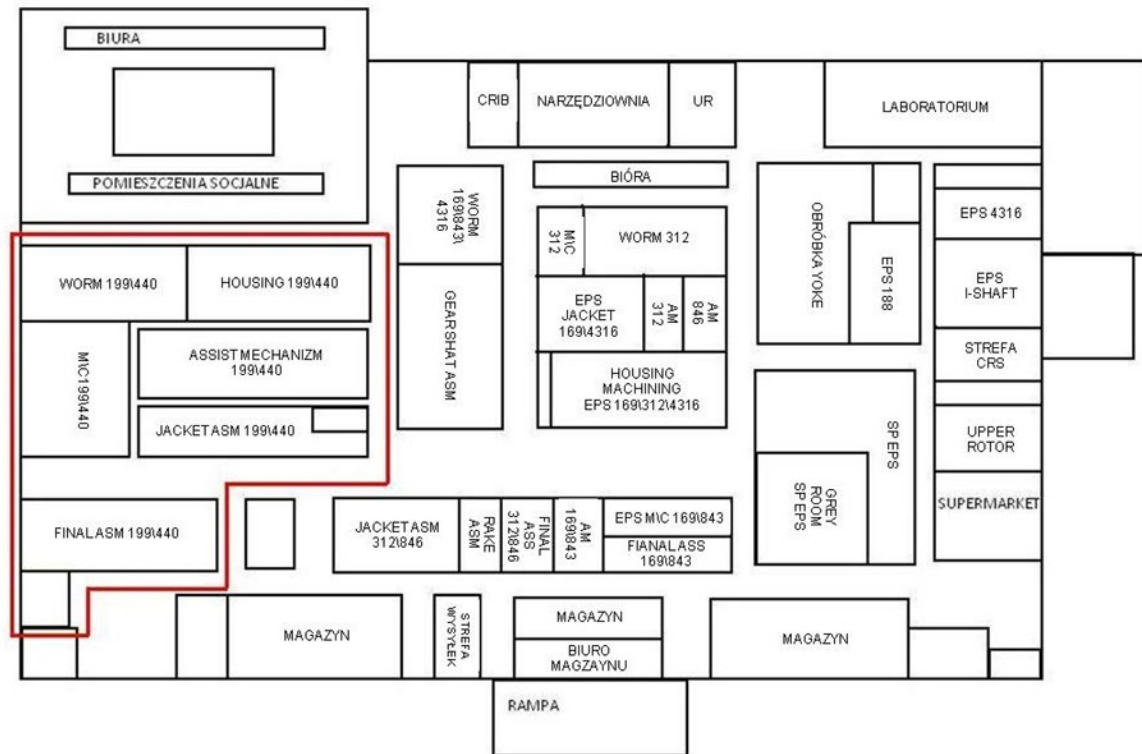 BIURA
POMIESZCZENIA SOCJALNE
CRIB
NARZĘDZIOWNIA
UR
LABORATORIUM
BIÓRA
WORM
169\843\
4316
GEARSHAT ASM
M\C
312
WORM 312
EPS
JACKET
169\4316
AM
312
AM
846
HOUSING
MACHINING
EPS 169\312\4316
OBRÓBKA YOKE
EPS 188
EPS 4316
EPS
I-SHAFT
STREFA
CRS
UPPER
ROTOR
SUPERMARKET
WORM 199\440
HOUSING 199\440
M\C199\440
ASSIST MECHANIZM
199\440
JACKET ASM 199\440
FINAL ASM 199\440
SP EPS
GREY
ROOM
SP EPS
JACKET ASM
312\846
RAKE
ASM
FINAL
ASS
312\846
AM
169\843
EPS M\C 169\843
FIANAL ASS
169\843
MAGAZYN
STREFA
WYSYŁEK
MAGAZYN
BIURO
MAGZAYNU
MAGAZYN
RAMPA